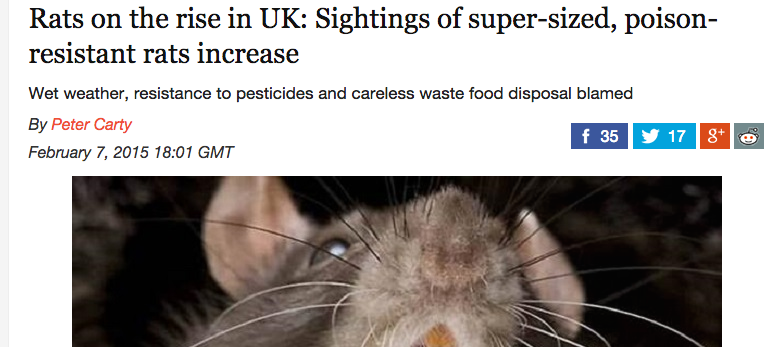 Rats on the rise in UK: Sightings of super-sized, poison-
resistant rats increase
Wet weather, resistance to pesticides and careless waste food disposal blamed
By Peter Carty
February 7, 2015 18:01 GMT
f 35
17
g+